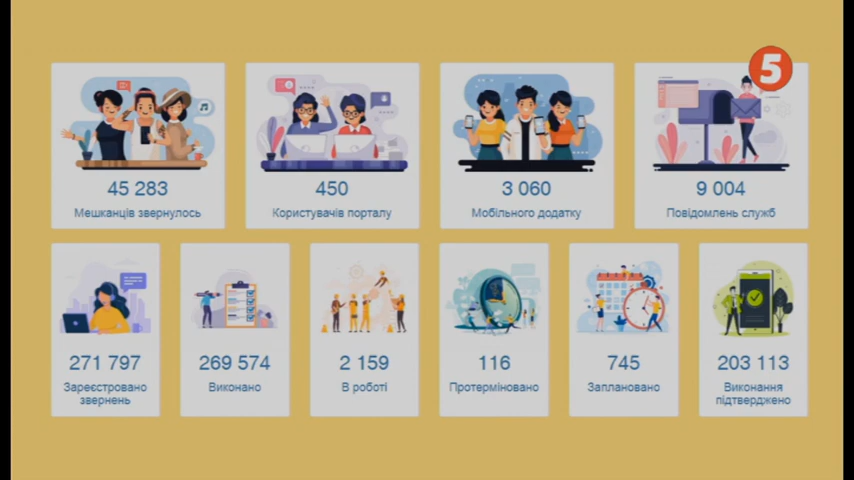 5
45 283
Мешканців звернулось
450
Користувачів порталу
3 060
Мобільного додатку
9 004
Повідомлень служб
271 797
Зареєстровано
звернень
269 574
Виконано
2 159
В роботі
116
Протерміновано
745
Заплановано
203 113
Виконання
підтверджено